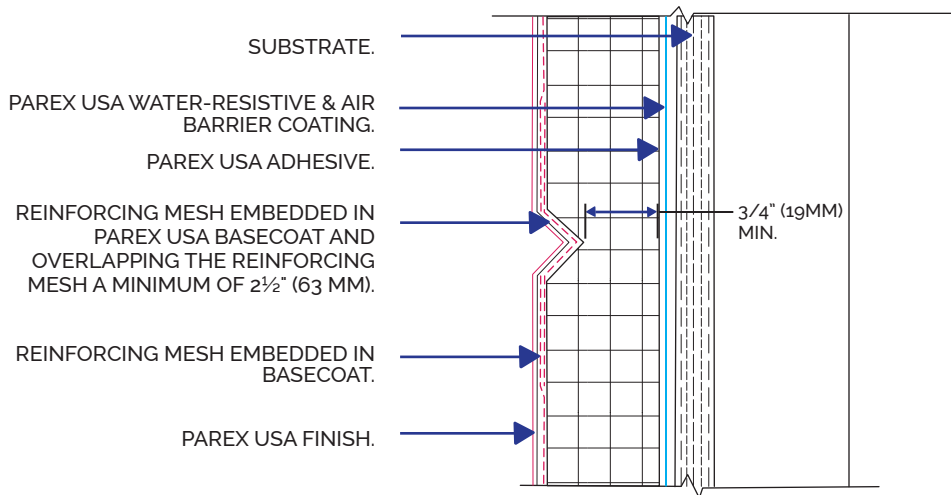 SUBSTRATE.
PAREX USA WATER-RESISTIVE & AIR
BARRIER COATING.
PAREX USA ADHESIVE.
REINFORCING MESH EMBEDDED IN
PAREX USA BASECOAT AND
OVERLAPPING THE REINFORCING
MESH A MINIMUM OF 2½" (63 MM).
3/4" (19MM)
MIN.
REINFORCING MESH EMBEDDED IN
BASECOAT.
PAREX USA FINISH.